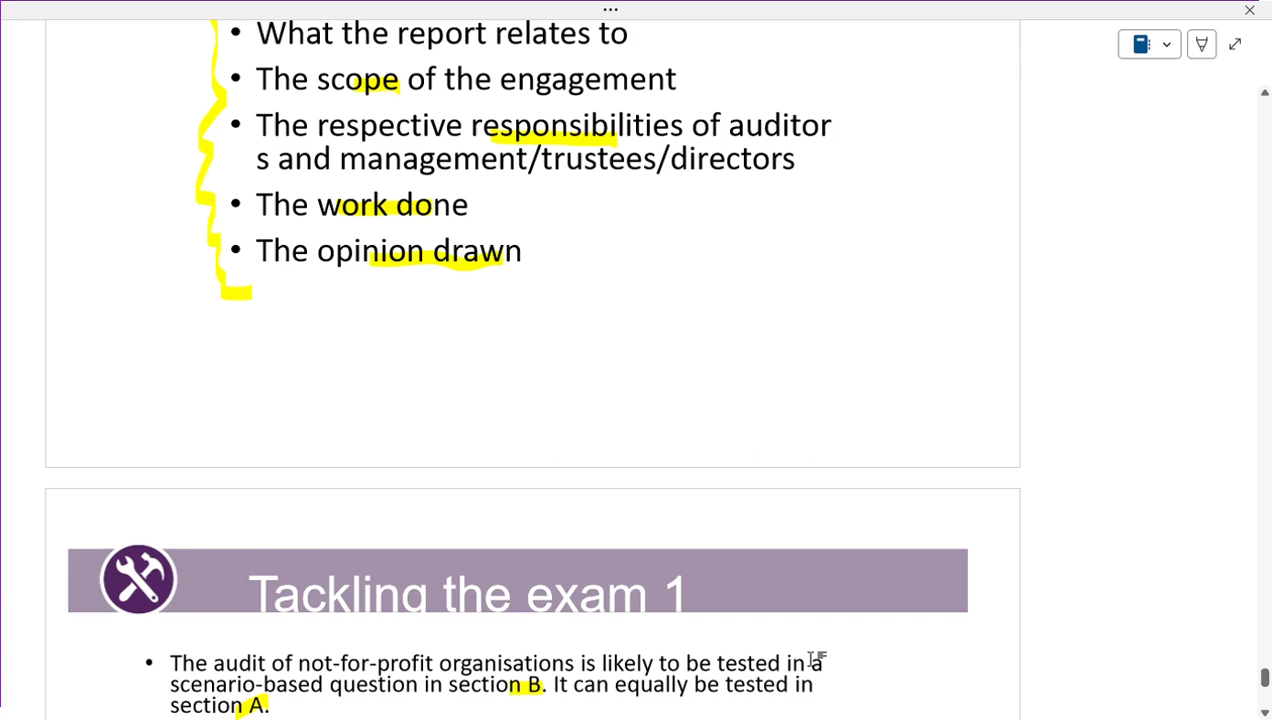 • What the report relates to
• The scope of the engagement
• The respective responsibilities of auditor
s and management/trustees/directors
• The work done
• The opinion drawn
Tackling the exam 1
• The audit of not-for-profit organisations is likely to be tested in a
scenario-based question in section B. It can equally be tested in
section A.